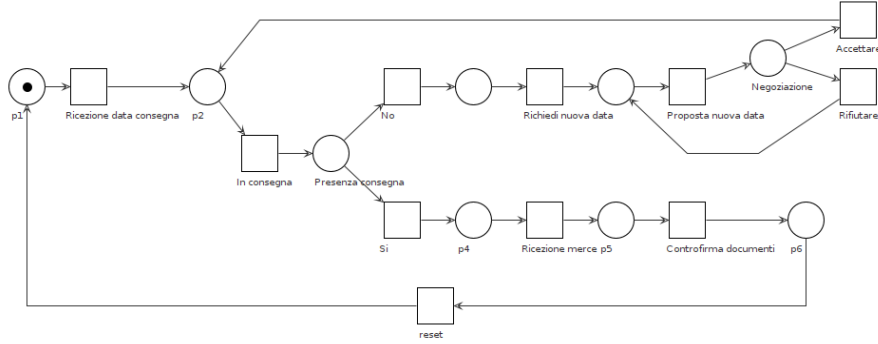 Accettare
p1
Ricezione data consegna
p2
No
Richiedi nuova data
Proposta nuova data
Negoziazione
Rifiutare
In consegna
Presenza consegna
Si
p4
Ricezione merce
p5
Controfirma documenti
p6
reset